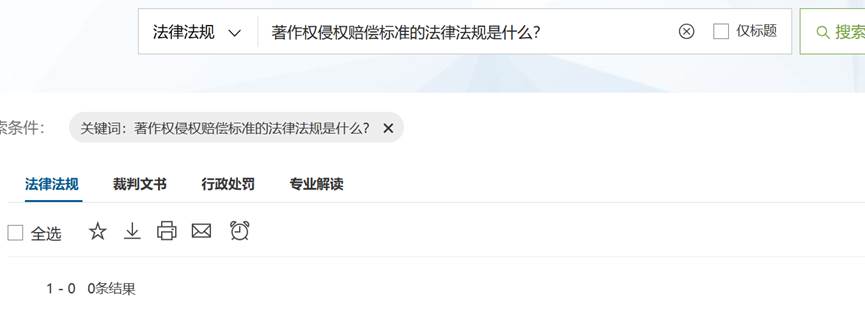 法律法规 著作权侵权赔偿标准的法律法规是什么? 仅标题 搜索
索条件: 关键词: 著作权侵权赔偿标准的法律法规是什么?
法律法规 裁判文书 行政处罚 专业解读
全选
1 - 0 0条结果